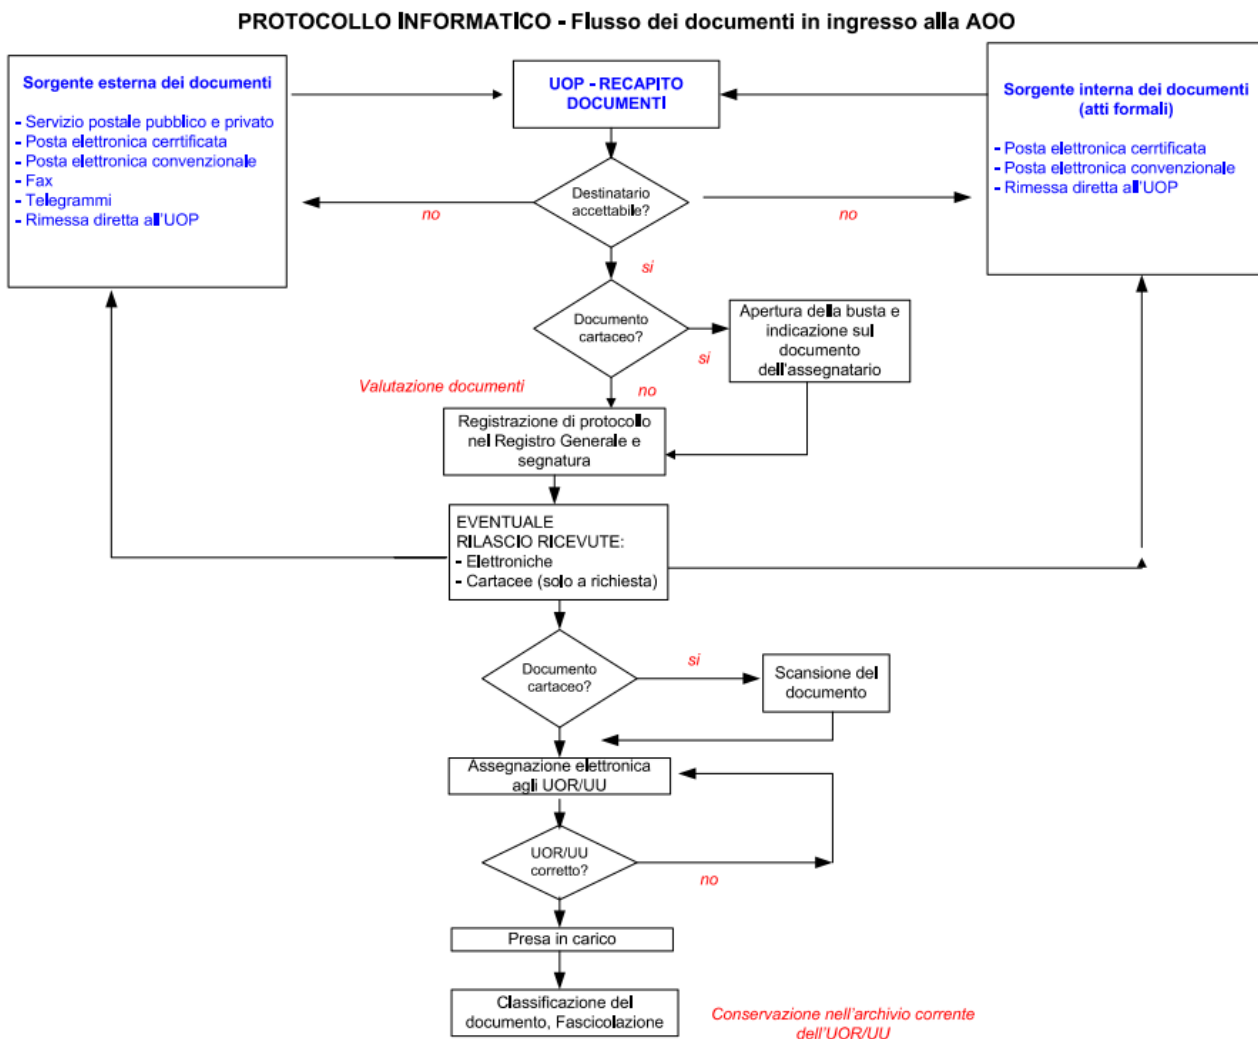 PROTOCOLLO INFORMATICO - Flusso dei documenti in ingresso alla AOO
Sorgente esterna dei documenti
- Servizio postale pubblico e privato
- Posta elettronica cerrtificata
- Posta elettronica convenzionale
- Fax
- Telegrammi
- Rimessa diretta all'UOP
UOP - RECAPITO
DOCUMENTI
Sorgente interna dei documenti
(atti formali)
- Posta elettronica cerrtificata
- Posta elettronica convenzionale
- Rimessa diretta all'UOP
Destinatario
accettabile?
no
no
si
Documento
cartaceo?
si
Apertura della busta e
indicazione sul
documento
dell'assegnatario
Valutazione documenti
no
Registrazione di protocollo
nel Registro Generale e
segnatura
EVENTUALE
RILASCIO RICEVUTE:
- Elettroniche
- Cartacee (solo a richiesta)
Documento
cartaceo?
si
Scansione del
documento
Assegnazione elettronica
agli UOR/UU
UOR/UU
corretto?
no
Presa in carico
Classificazione del
documento, Fascicolazione
Conservazione nell'archivio corrente
dell'UOR/UU